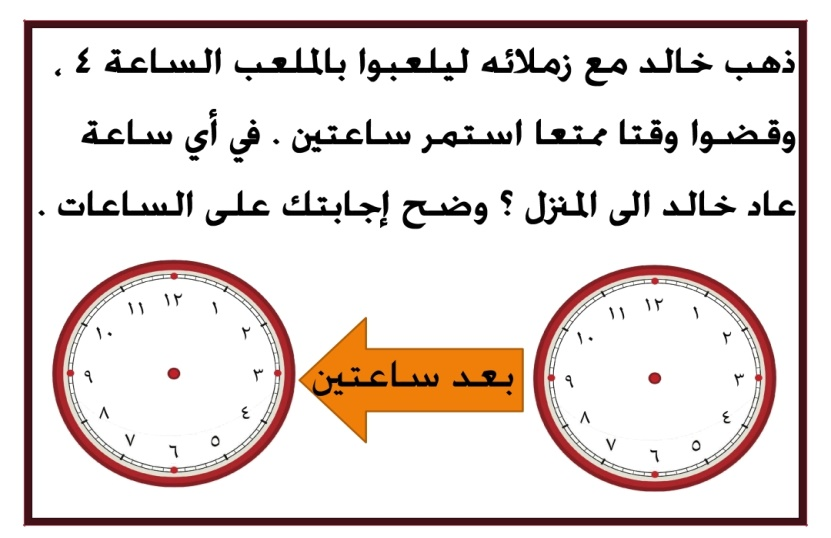 ذهب خالد مع زملائه ليلعبوا بالملعب الساعة ٤ ،
وقضوا وقتا ممتعا استمر ساعتين . في أي ساعة
عاد خالد الى المنزل ؟ وضح إجابتك على الساعات .
١٢ ١ ٢ ٣ ٤ ٥ ٦ ٧ ٨ ٩ ١٠ ١١
بعد ساعتين
١٢ ١ ٢ ٣ ٤ ٥ ٦ ٧ ٨ ٩ ١٠ ١١